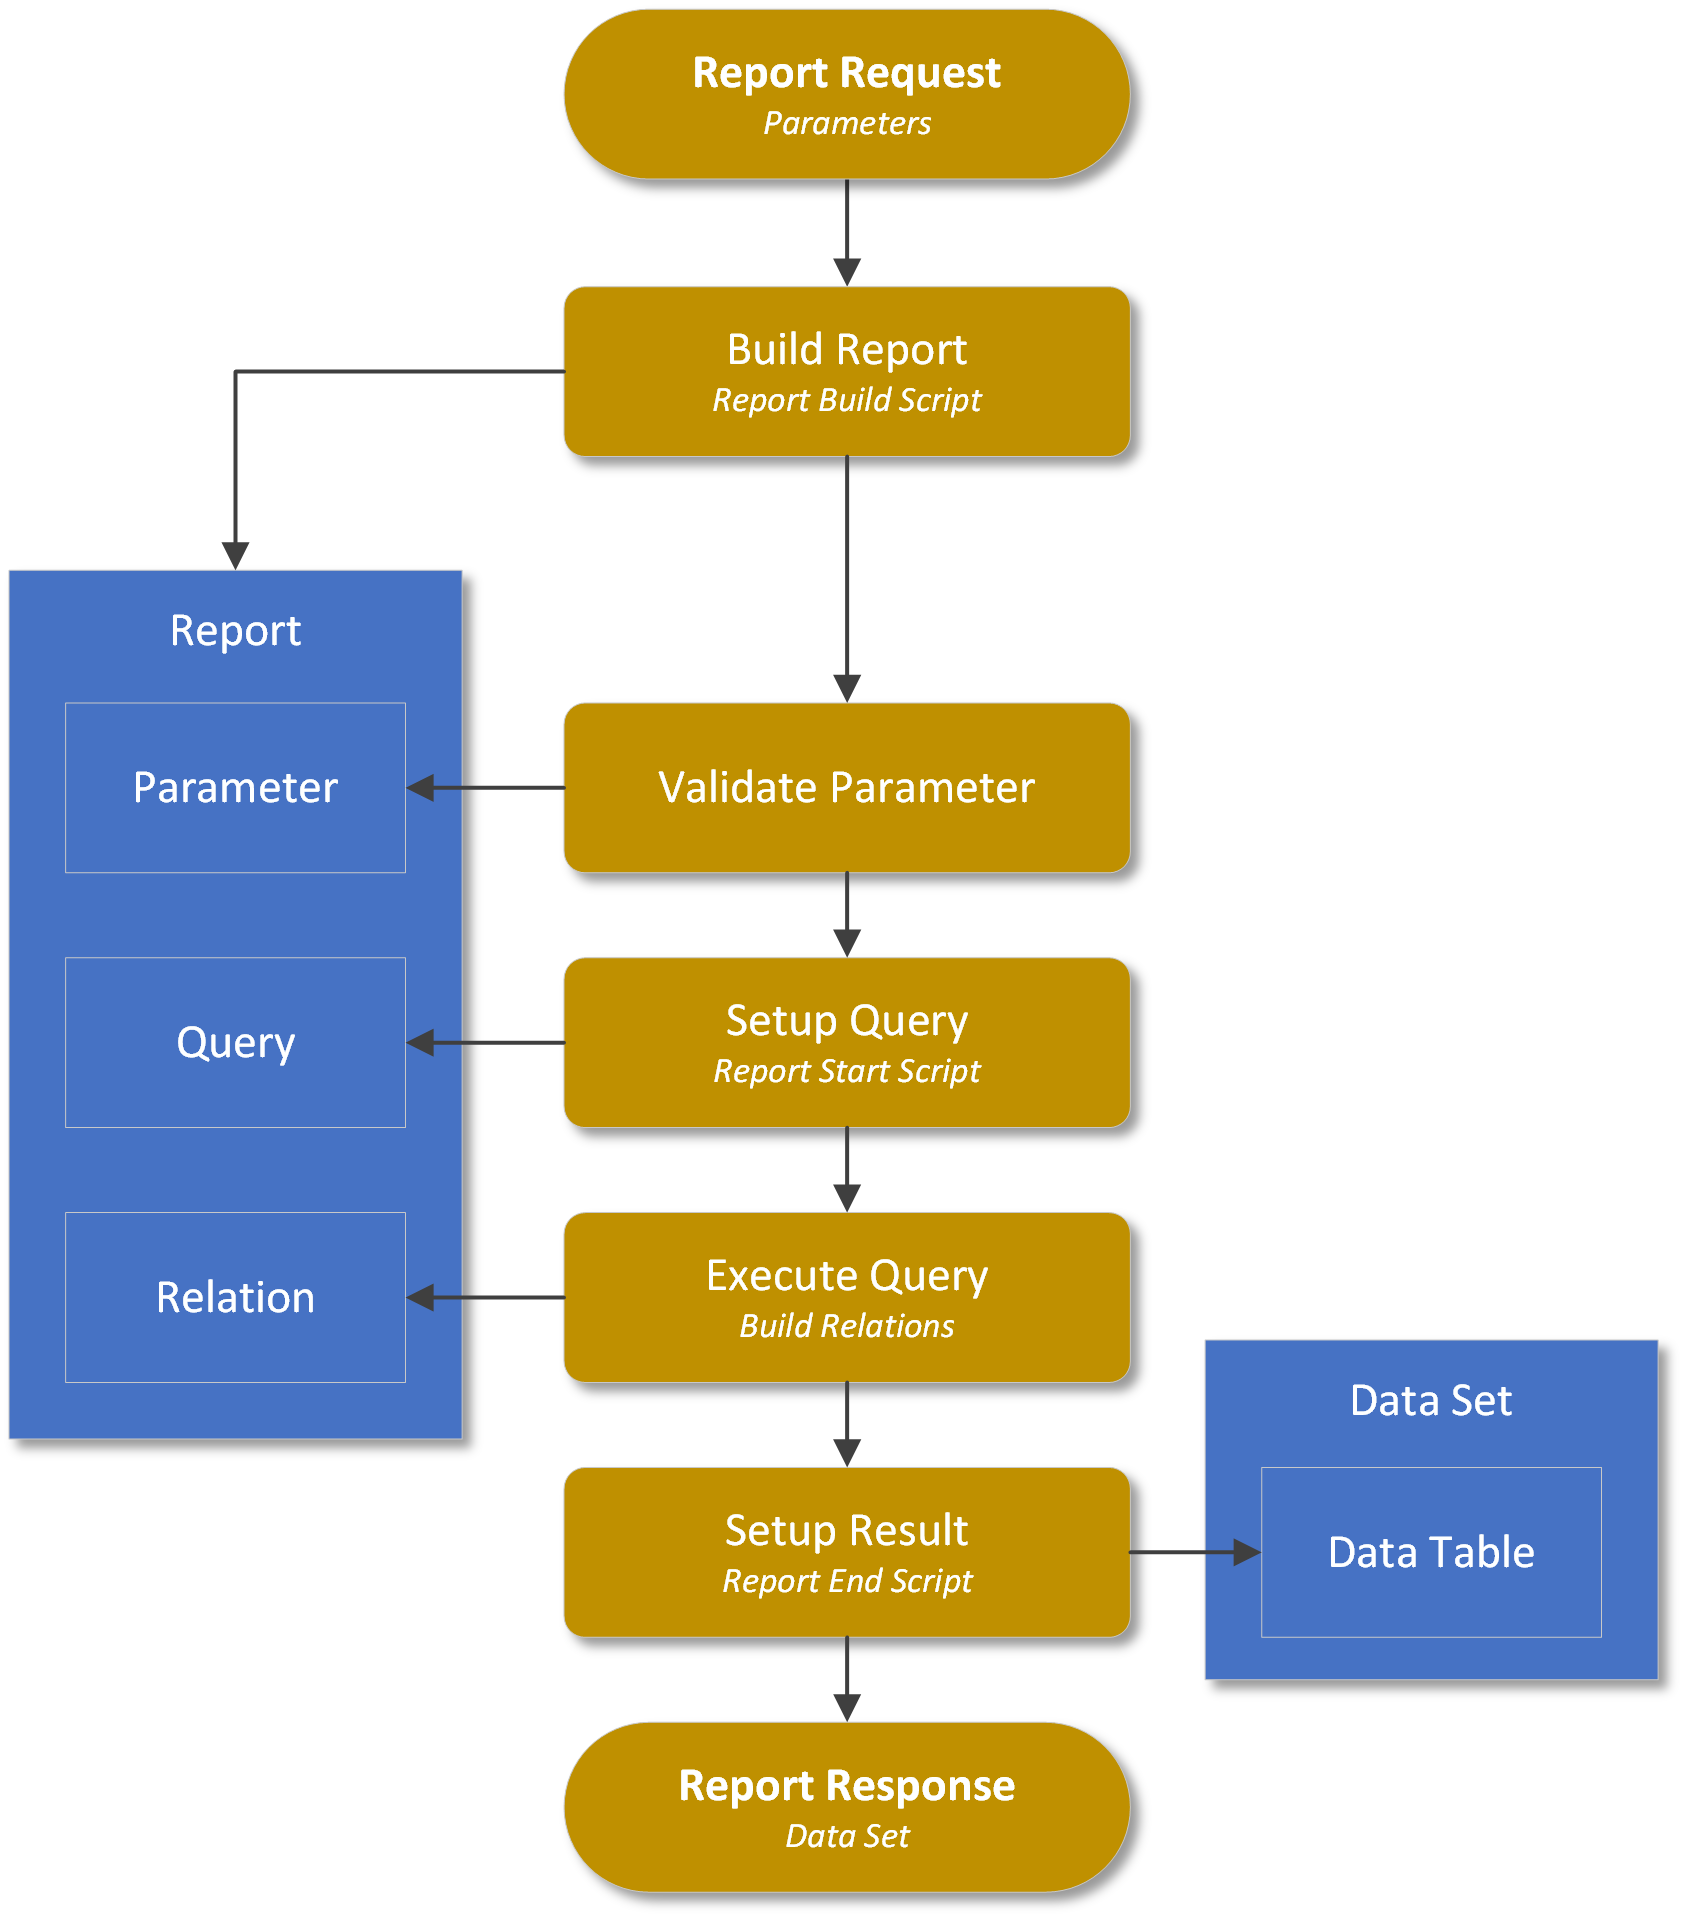 Report Request
Parameters
Build Report
Report Build Script
Report
Parameter
Validate Parameter
Query
Setup Query
Report Start Script
Relation
Execute Query
Build Relations
Data Set
Setup Result
Report End Script
Data Table
Report Response
Data Set